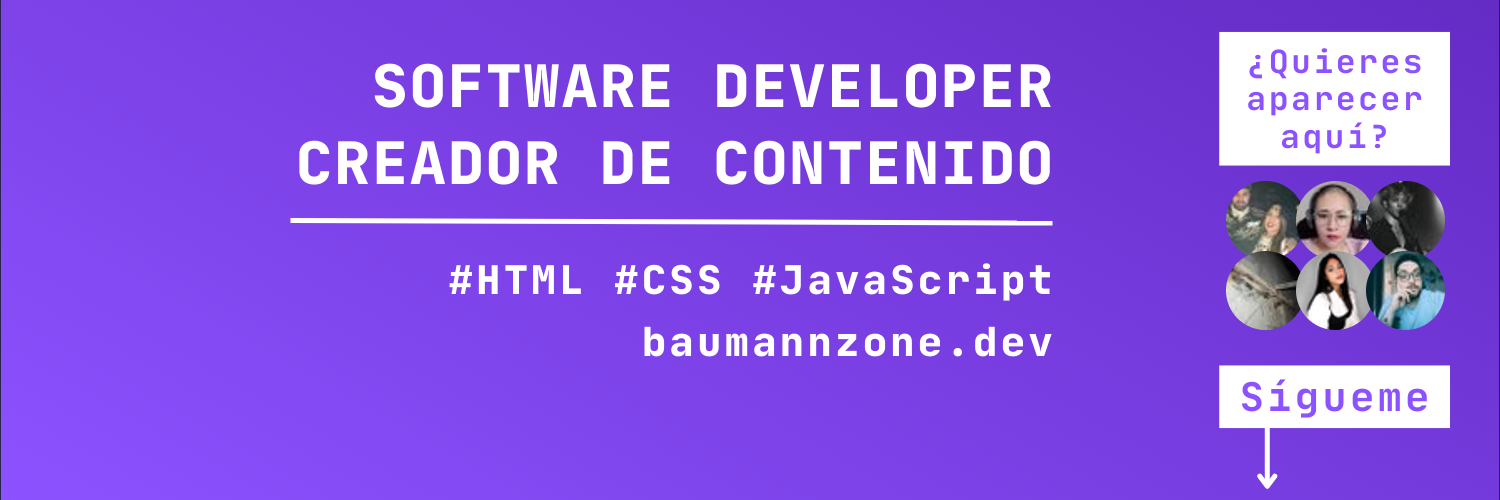 SOFTWARE DEVELOPER
CREADOR DE CONTENIDO
#HTML #CSS #JavaScript
baumannzone.dev
¿Quieres
aparecer
aquí?
Sígueme